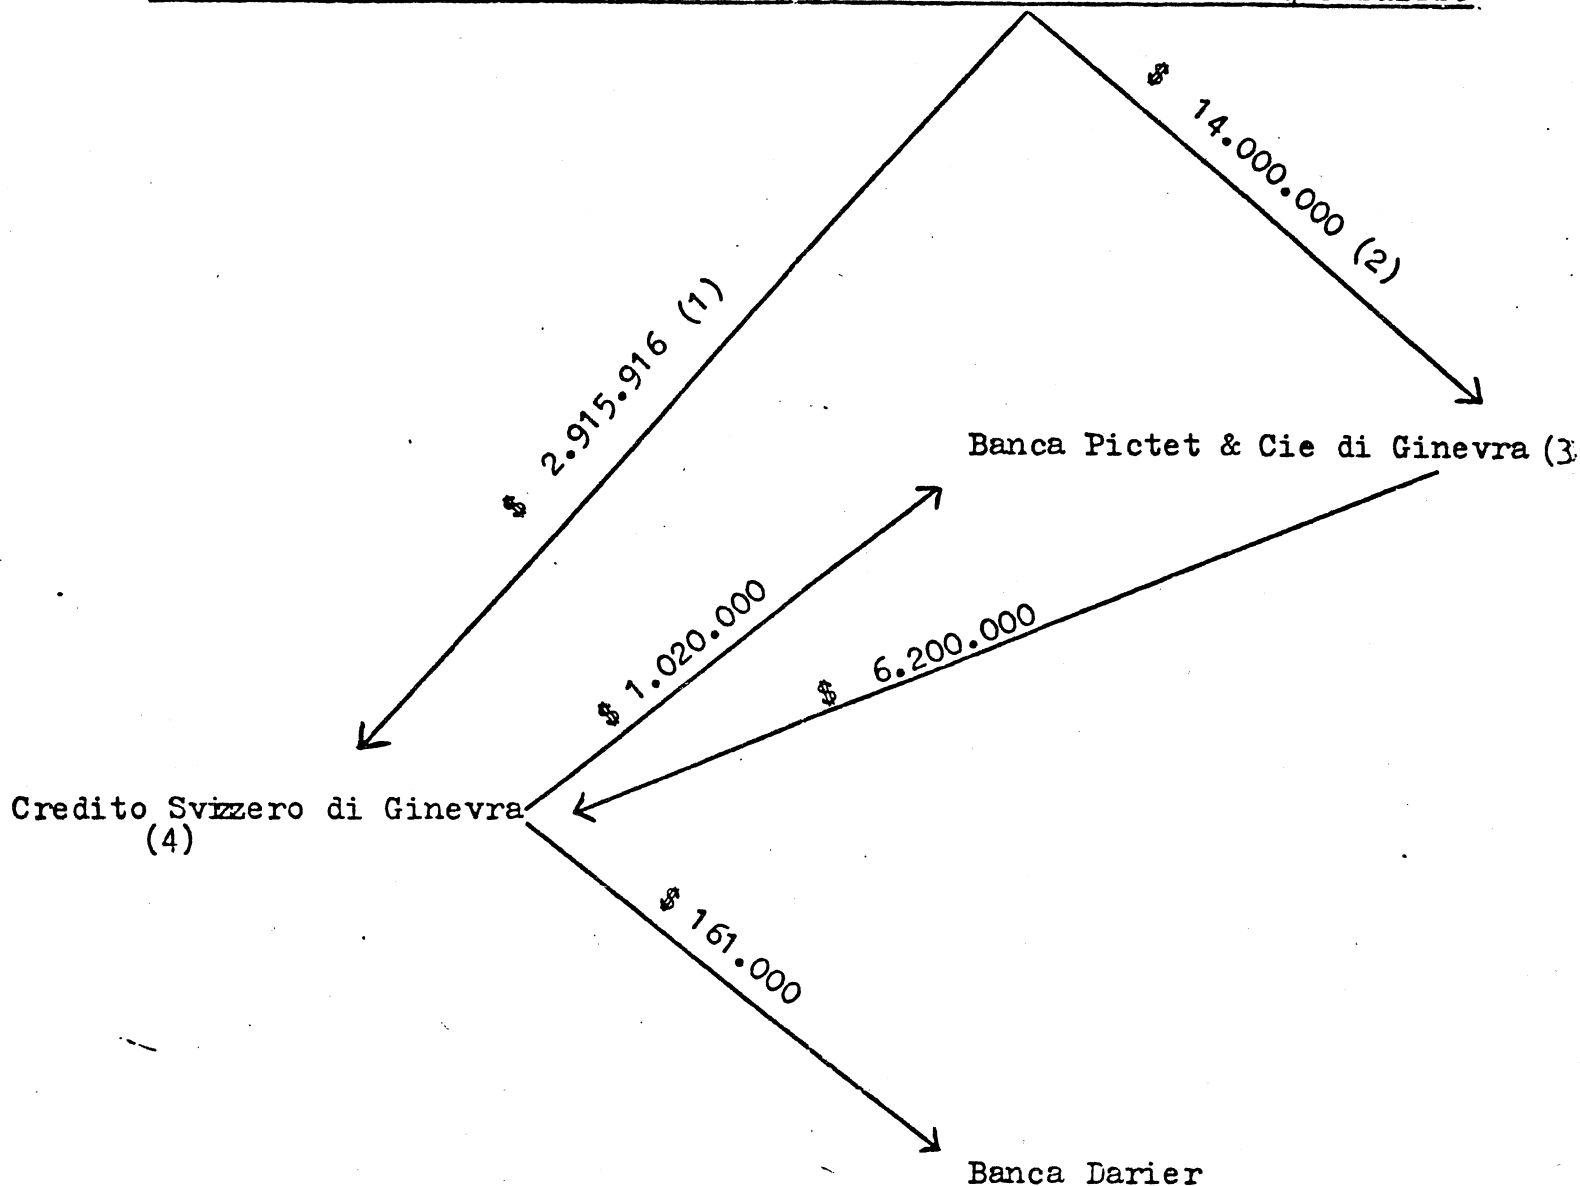 $ 14.000.000 (2)
$ 2.915.916 (1)
Banca Pictet & Cie di Ginevra (3
$ 1.020.000
$ 6.200.000
Credito Svizzero di Ginevra
(4)
$ 161.000
Banca Darier